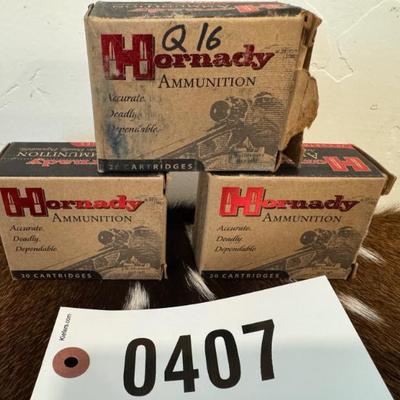 Q 16
Hornady
AMMUNITION
Accurate.
Deadly.
Dependable.
20 CARTRIDGES
Hornady
AMMUNITION
Accurate.
Deadly.
Dependable.
20 CARTRIDGES
Hornady
AMMUNITION
Accurate.
Deadly.
Dependable.
20 CARTRIDGES
Kiefers.com
0407